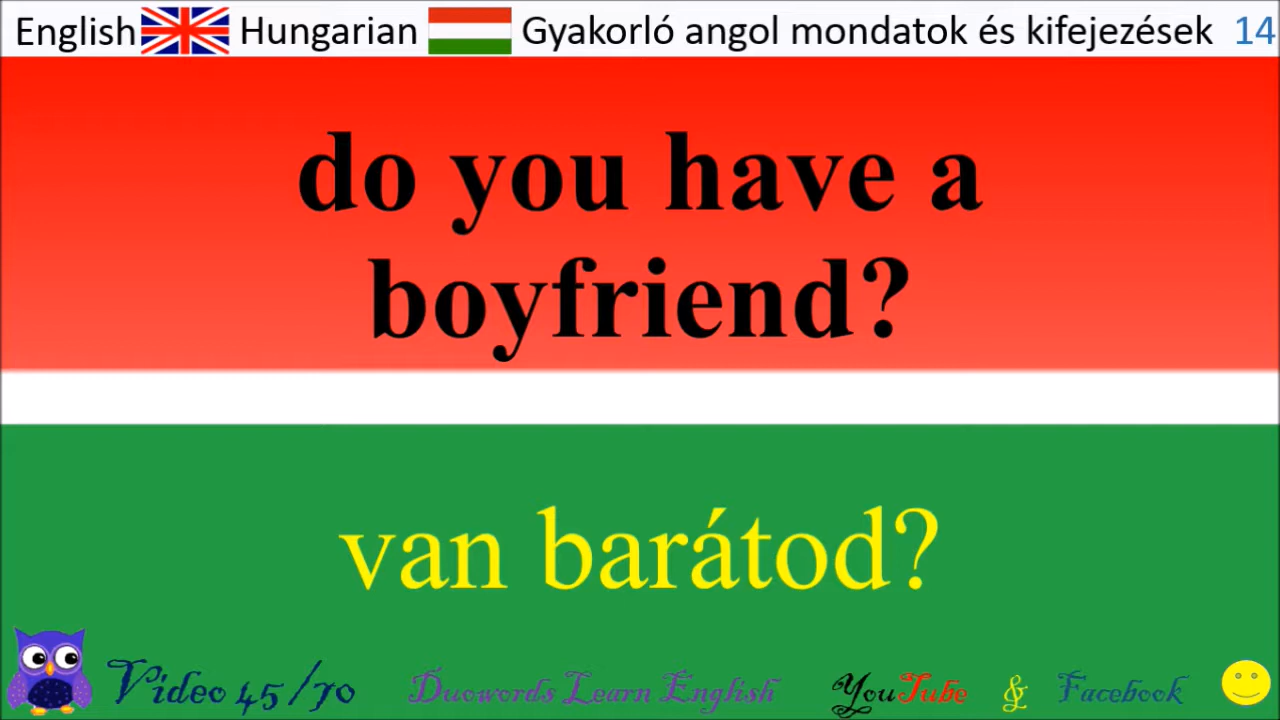 English Hungarian Gyakorló angol mondatok és kifejezések 14
do you have a
boyfriend?
van barátod?
Video 45/70 Duowords Learn English YouTube & Facebook